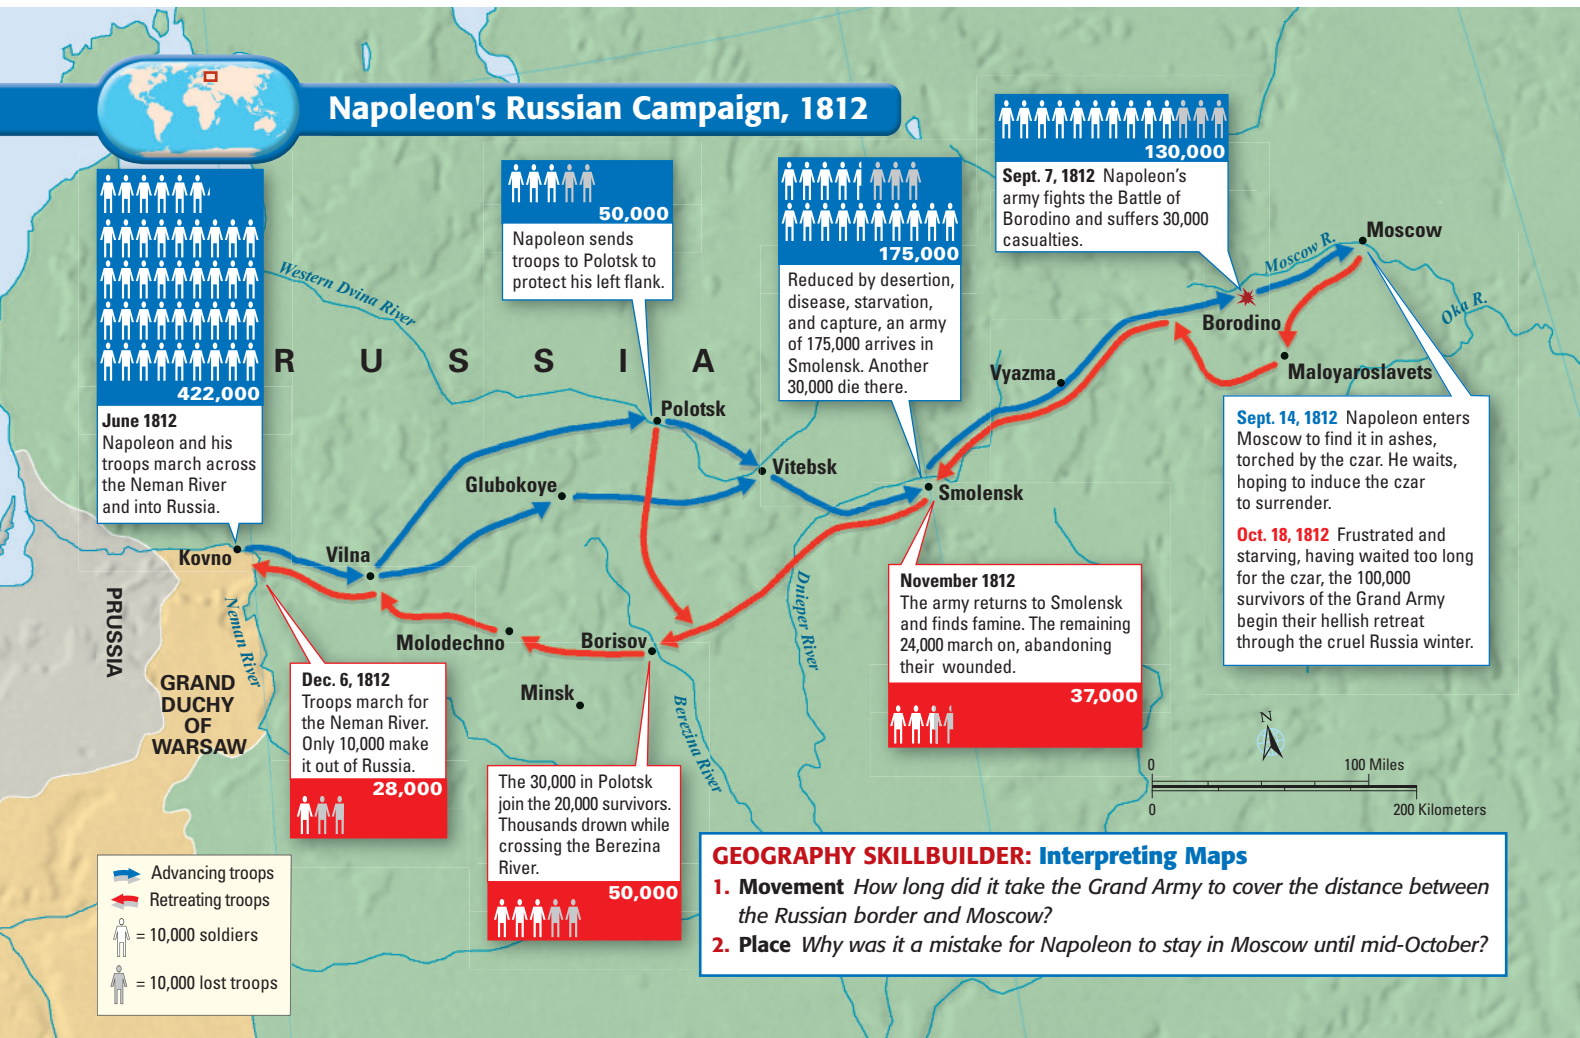 Napoleon's Russian Campaign, 1812
422,000
June 1812
Napoleon and his
troops march across
the Neman River
and into Russia.
50,000
Napoleon sends
troops to Polotsk to
protect his left flank.
175,000
Reduced by desertion,
disease, starvation,
and capture, an army
of 175,000 arrives in
Smolensk. Another
30,000 die there.
130,000
Sept. 7, 1812 Napoleon's
army fights the Battle of
Borodino and suffers 30,000
casualties.
Moscow
Moscow R.
Oka R.
Borodino
Maloyaroslavets
Vyazma
Western Dvina River
RUSSIA
Polotsk
Vitebsk
Glubokoye
Smolensk
Kovno
Vilna
Molodechno
Borisov
Minsk
PRUSSIA
Neman River
GRAND
DUCHY
OF
WARSAW
Dnieper River
Berezina River
Sept. 14, 1812 Napoleon enters
Moscow to find it in ashes,
torched by the czar. He waits,
hoping to induce the czar
to surrender.
Oct. 18, 1812 Frustrated and
starving, having waited too long
for the czar, the 100,000
survivors of the Grand Army
begin their hellish retreat
through the cruel Russia winter.
November 1812
The army returns to Smolensk
and finds famine. The remaining
24,000 march on, abandoning
their wounded.
37,000
Dec. 6, 1812
Troops march for
the Neman River.
Only 10,000 make
it out of Russia.
28,000
The 30,000 in Polotsk
join the 20,000 survivors.
Thousands drown while
crossing the Berezina
River.
50,000
N
0 100 Miles
0 200 Kilometers
Advancing troops
Retreating troops
= 10,000 soldiers
= 10,000 lost troops
GEOGRAPHY SKILLBUILDER: Interpreting Maps
1. Movement How long did it take the Grand Army to cover the distance between
the Russian border and Moscow?
2. Place Why was it a mistake for Napoleon to stay in Moscow until mid-October?